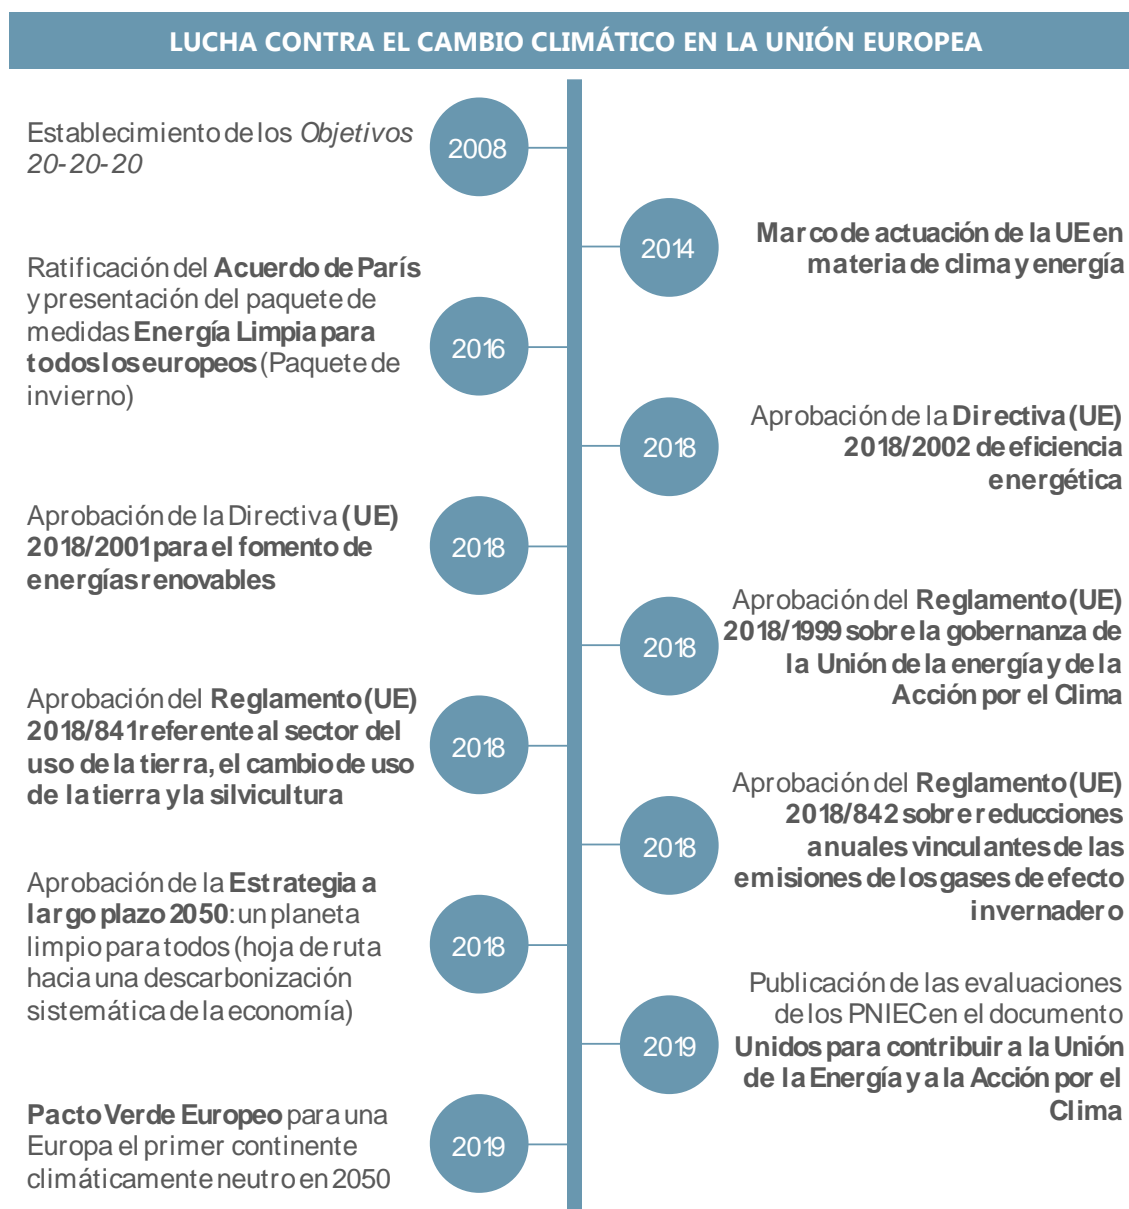 LUCHA CONTRA EL CAMBIO CLIMÁTICO EN LA UNIÓN EUROPEA
Establecimiento de los Objetivos
20-20-20
2008
2014
Marco de actuación de la UE en
materia de clima y energía
Ratificación del Acuerdo de París
y presentación del paquete de
medidas Energía Limpia para
todos los europeos (Paquete de
invierno)
2016
2018
Aprobación de la Directiva (UE)
2018/2002 de eficiencia
energética
Aprobación de la Directiva (UE)
2018/2001 para el fomento de
energías renovables
2018
2018
Aprobación del Reglamento (UE)
2018/1999 sobre la gobernanza de
la Unión de la energía y de la
Acción por el Clima
Aprobación del Reglamento (UE)
2018/841 referente al sector del
uso de la tierra, el cambio de uso
de la tierra y la silvicultura
2018
2018
Aprobación del Reglamento (UE)
2018/842 sobre reducciones
anuales vinculantes de las
emisiones de los gases de efecto
invernadero
Aprobación de la Estrategia a
largo plazo 2050: un planeta
limpio para todos (hoja de ruta
hacia una descarbonización
sistemática de la economía)
2018
2019
Publicación de las evaluaciones
de los PNIEC en el documento
Unidos para contribuir a la Unión
de la Energía y a la Acción por el
Clima
Pacto Verde Europeo para una
Europa el primer continente
climáticamente neutro en 2050
2019